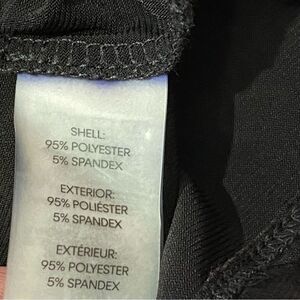 SHELL:
95% POLYESTER
5% SPANDEX
EXTERIOR:
95% POLIÉSTER
5% SPANDEX
EXTÉRIEUR:
95% POLYESTER
5% SPANDEX